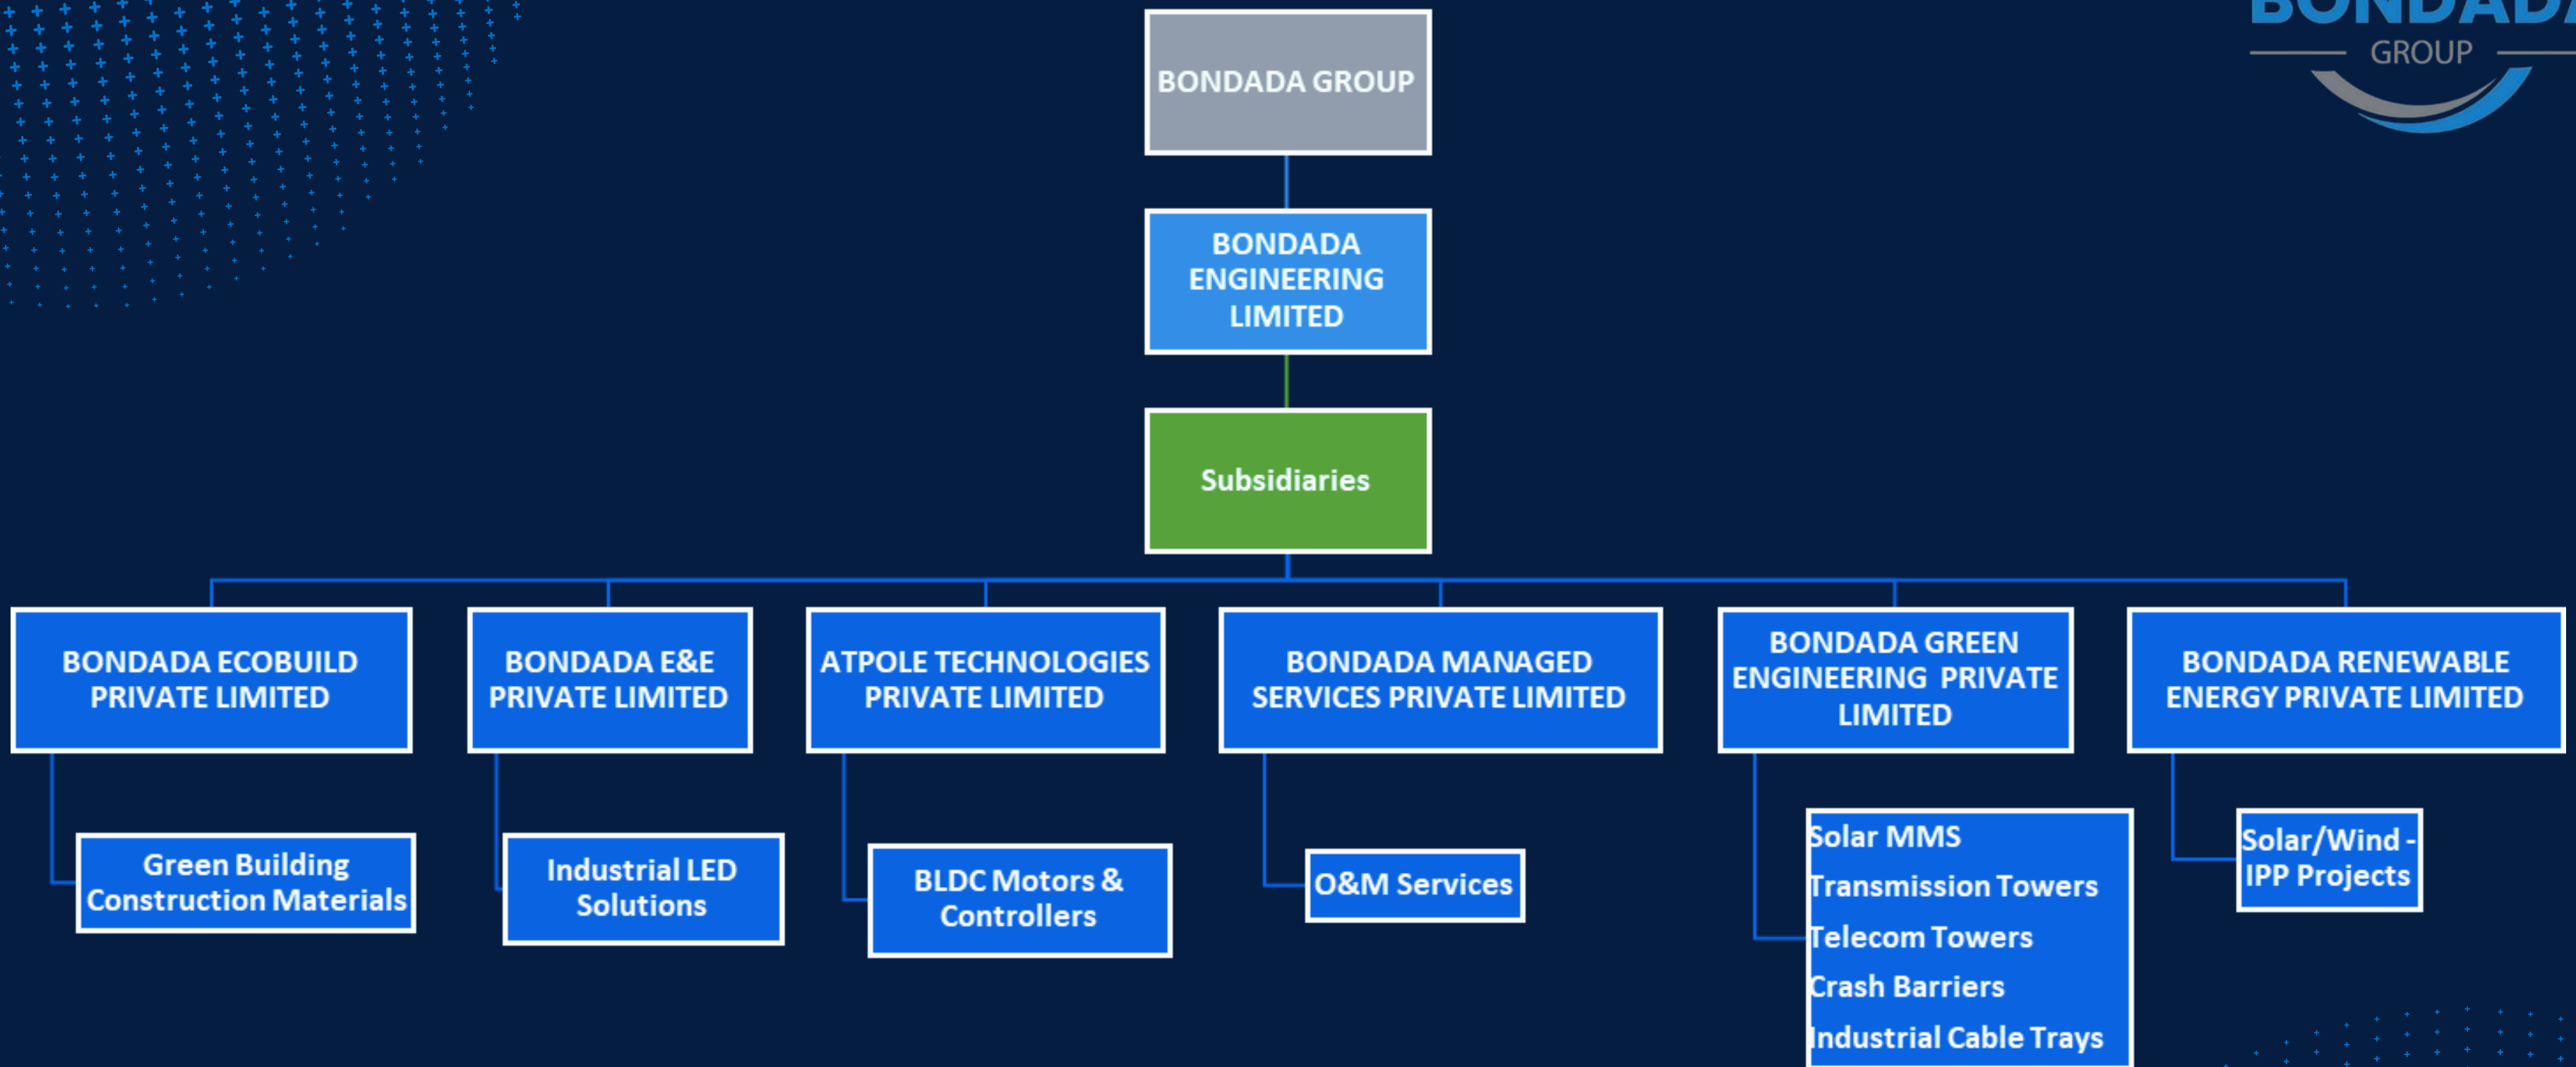 BONDADA
GROUP
BONDADA GROUP
BONDADA
ENGINEERING
LIMITED
Subsidiaries
BONDADA ECOBUILD
PRIVATE LIMITED
BONDADA E&E
PRIVATE LIMITED
ATPOLE TECHNOLOGIES
PRIVATE LIMITED
BONDADA MANAGED
SERVICES PRIVATE LIMITED
BONDADA GREEN
ENGINEERING PRIVATE
LIMITED
BONDADA RENEWABLE
ENERGY PRIVATE LIMITED
Green Building
Construction Materials
Industrial LED
Solutions
BLDC Motors &
Controllers
O&M Services
Solar MMS
Transmission Towers
Telecom Towers
Crash Barriers
Industrial Cable Trays
Solar/Wind -
IPP Projects